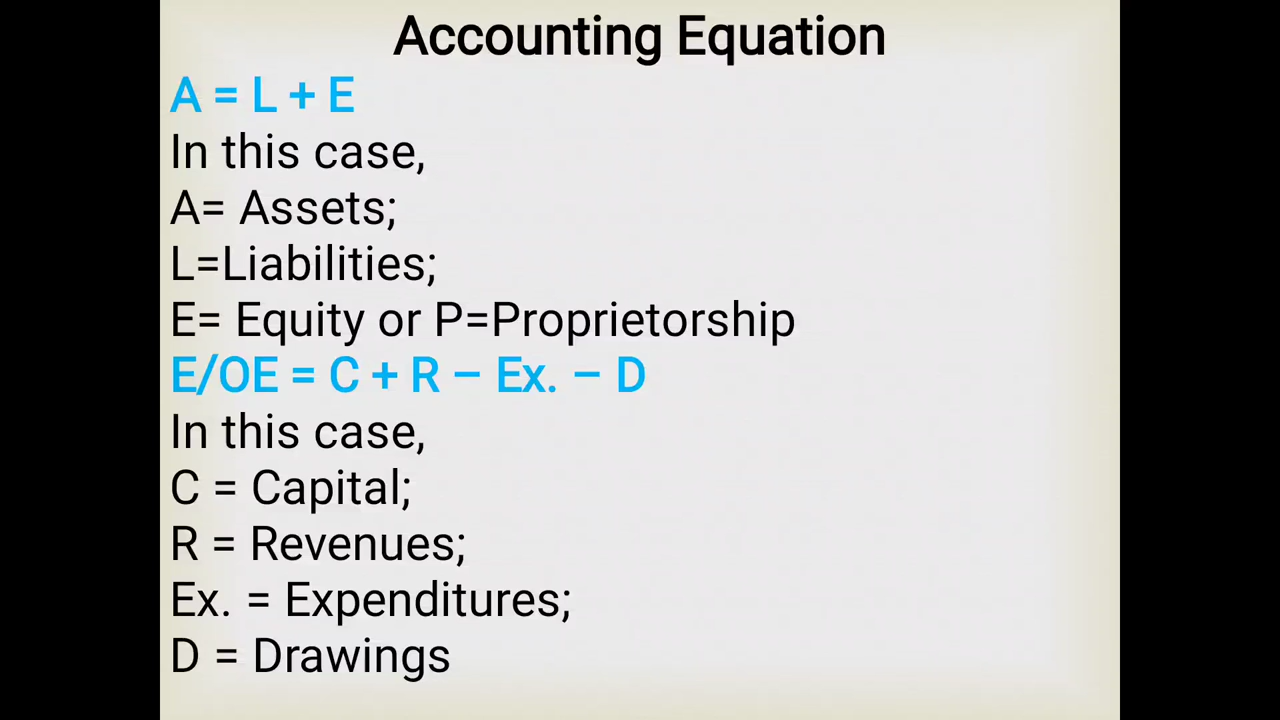 Accounting Equation
A = L + E
In this case,
A= Assets;
L=Liabilities;
E= Equity or P=Proprietorship
E/OE = C + R – Ex. – D
In this case,
C = Capital;
R = Revenues;
Ex. = Expenditures;
D = Drawings